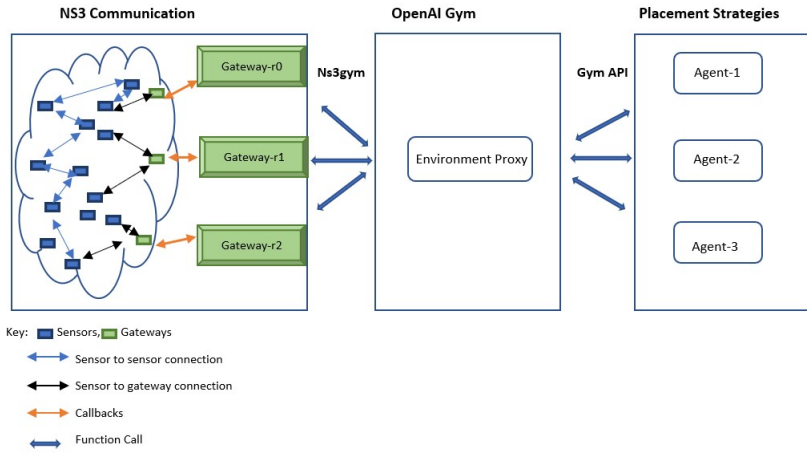 NS3 Communication
OpenAI Gym
Placement Strategies
Gateway-r0
Ns3gym
Gym API
Agent-1
Gateway-r1
Environment Proxy
Agent-2
Gateway-r2
Agent-3
Key: Sensors, Gateways
Sensor to sensor connection
Sensor to gateway connection
Callbacks
Function Call